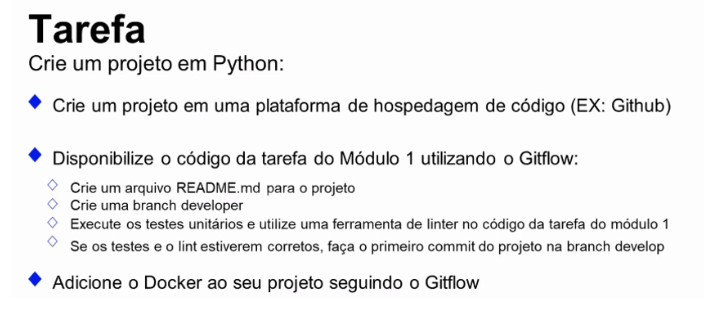 Tarefa
Crie um projeto em Python:
Crie um projeto em uma plataforma de hospedagem de código (EX: Github)
Disponibilize o código da tarefa do Módulo 1 utilizando o Gitflow:
Crie um arquivo README.md para o projeto
Crie uma branch developer
Execute os testes unitários e utilize uma ferramenta de linter no código da tarefa do módulo 1
Se os testes e o lint estiverem corretos, faça o primeiro commit do projeto na branch develop
Adicione o Docker ao seu projeto seguindo o Gitflow